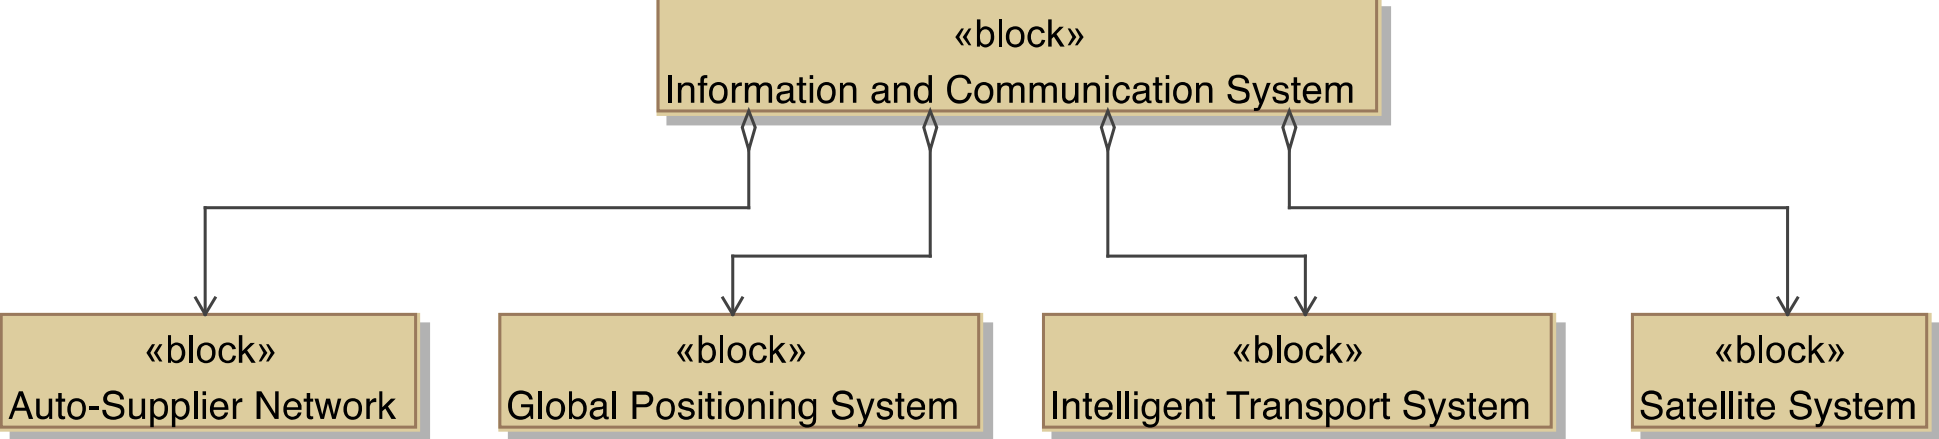 «block»
Information and Communication System
«block»
Auto-Supplier Network
«block»
Global Positioning System
«block»
Intelligent Transport System
«block»
Satellite System